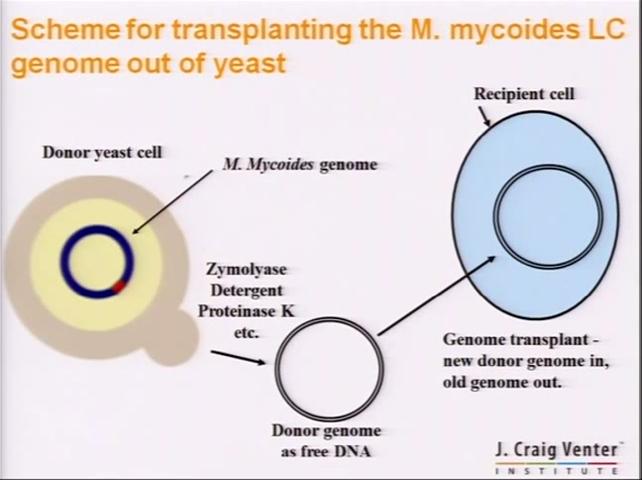 Scheme for transplanting the M. mycoides LC
genome out of yeast
Recipient cell
Donor yeast cell
M. Mycoides genome
Zymolyase
Detergent
Proteinase K
etc.
Genome transplant -
new donor genome in,
old genome out.
Donor genome
as free DNA
J. Craig Venter™
INSTITUTE